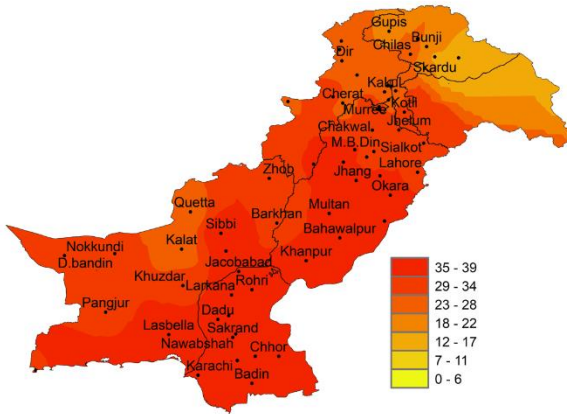 Gupis
Bunji
Dir
Chilas
Skardu
Kakul
Cherat
Murree
Kotli
Chakwal
Jhelum
M.B.Din
Sialkot
Zhob
Jhang
Lahore
Okara
Quetta
Multan
Sibbi
Barkhan
Bahawalpur
Nokkundi
Kalat
Khanpur
D.bandin
Jacobabad
Khuzdar
Larkana
Rohri
Pangjur
Dadu
Lasbella
Sakrand
Nawabshah
Chhor
Karachi
Badin
35 - 39
29 - 34
23 - 28
18 - 22
12 - 17
7 - 11
0 - 6